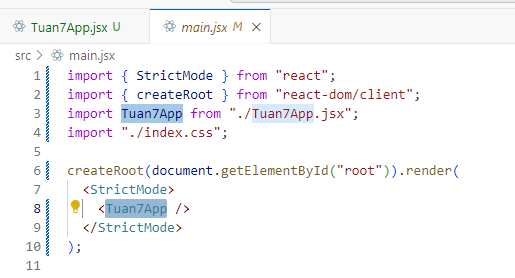 Tuan7App.jsx U
main.jsx M
src > main.jsx
1 import { StrictMode } from "react";
2 import { createRoot } from "react-dom/client";
3 import Tuan7App from "./Tuan7App.jsx";
4 import "./index.css";
5
6 createRoot(document.getElementById("root")).render(
7 <StrictMode>
8 <Tuan7App />
9 </StrictMode>
10 );
11